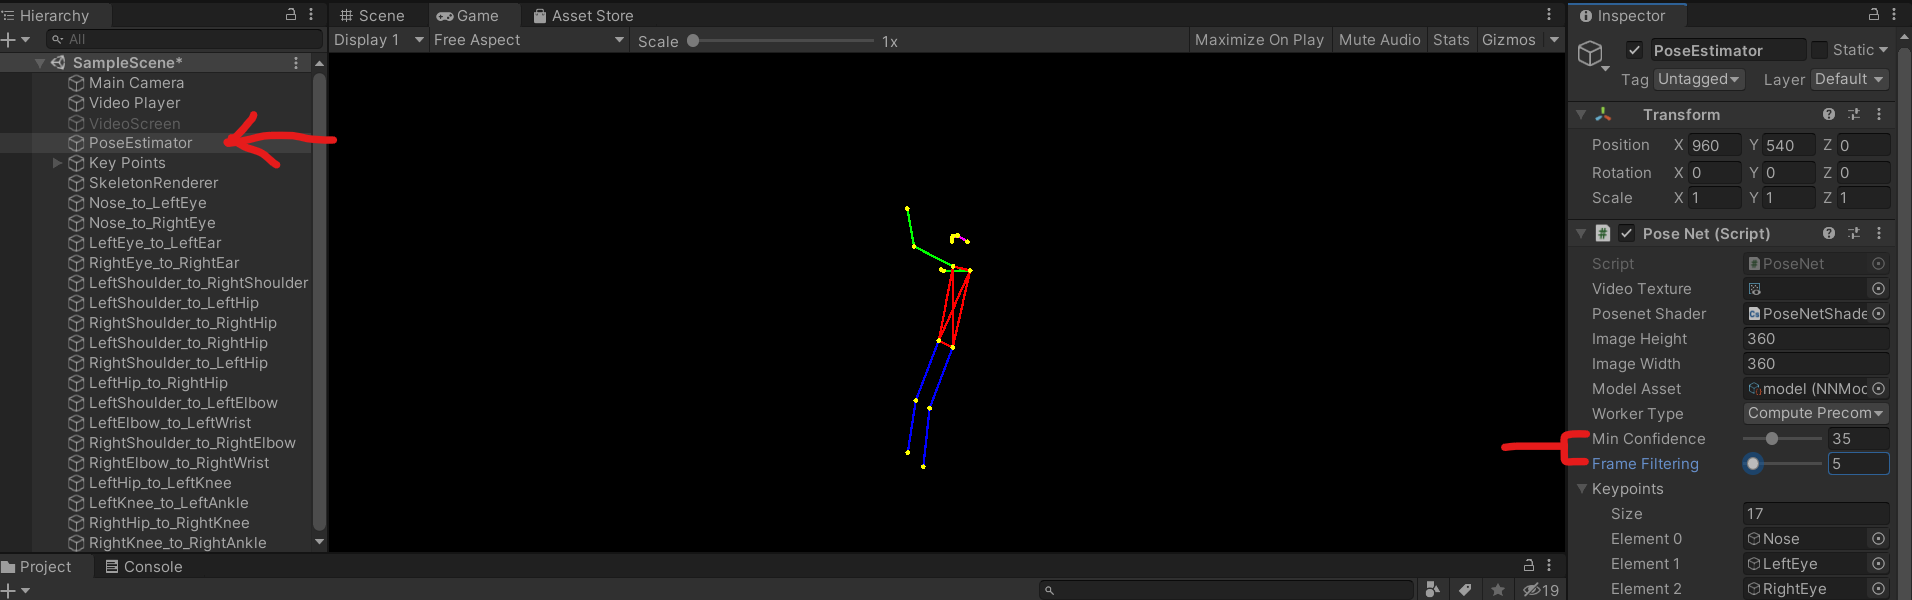 Hierarchy
All
SampleScene*
Main Camera
Video Player
VideoScreen
PoseEstimator
Key Points
SkeletonRenderer
Nose_to_LeftEye
Nose_to_RightEye
LeftEye_to_LeftEar
RightEye_to_RightEar
LeftShoulder_to_RightShoulder
LeftShoulder_to_LeftHip
RightShoulder_to_RightHip
LeftShoulder_to_RightHip
RightShoulder_to_LeftHip
LeftHip_to_RightHip
LeftShoulder_to_LeftElbow
LeftElbow_to_LeftWrist
RightShoulder_to_RightElbow
RightElbow_to_RightWrist
LeftHip_to_LeftKnee
LeftKnee_to_LeftAnkle
RightHip_to_RightKnee
RightKnee_to_RightAnkle
Scene Game Asset Store
Display 1 Free Aspect Scale 1x Maximize On Play Mute Audio Stats Gizmos
Project Console
19
Inspector
PoseEstimator Static
Tag Untagged Layer Default
Transform
Position X 960 Y 540 Z 0
Rotation X 0 Y 0 Z 0
Scale X 1 Y 1 Z 1
# Pose Net (Script)
Script PoseNet
Video Texture
Posenet Shader PoseNetShade
Image Height 360
Image Width 360
Model Asset model (NNMod
Worker Type Compute Precom
Min Confidence 35
Frame Filtering 5
Keypoints
Size 17
Element 0 Nose
Element 1 LeftEye
Element 2 RightEye